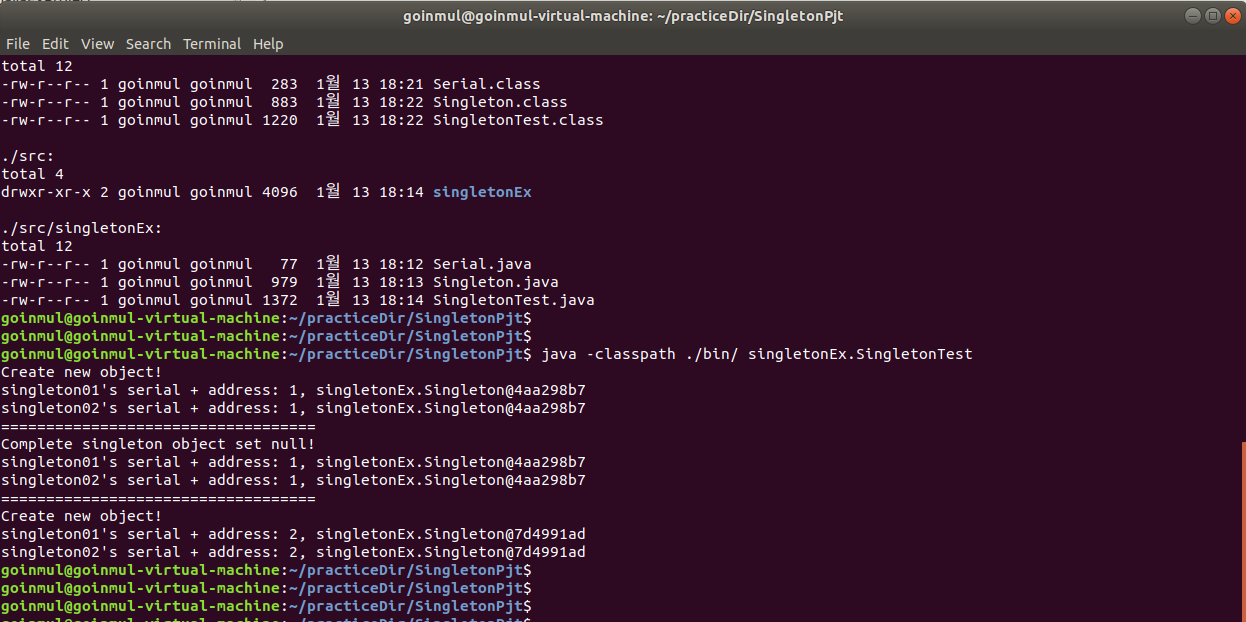 goinmul@goinmul-virtual-machine: ~/practiceDir/SingletonPjt
File Edit View Search Terminal Help
total 12
-rw-r--r-- 1 goinmul goinmul  283  1월 13 18:21 Serial.class
-rw-r--r-- 1 goinmul goinmul  883  1월 13 18:22 Singleton.class
-rw-r--r-- 1 goinmul goinmul 1220  1월 13 18:22 SingletonTest.class
./src:
total 4
drwxr-xr-x 2 goinmul goinmul 4096  1월 13 18:14 singletonEx
./src/singletonEx:
total 12
-rw-r--r-- 1 goinmul goinmul   77  1월 13 18:12 Serial.java
-rw-r--r-- 1 goinmul goinmul  979  1월 13 18:13 Singleton.java
-rw-r--r-- 1 goinmul goinmul 1372  1월 13 18:14 SingletonTest.java
goinmul@goinmul-virtual-machine:~/practiceDir/SingletonPjt$
goinmul@goinmul-virtual-machine:~/practiceDir/SingletonPjt$
goinmul@goinmul-virtual-machine:~/practiceDir/SingletonPjt$ java -classpath ./bin/ singletonEx.SingletonTest
Create new object!
singleton01's serial + address: 1, singletonEx.Singleton@4aa298b7
singleton02's serial + address: 1, singletonEx.Singleton@4aa298b7
===================================
Complete singleton object set null!
singleton01's serial + address: 1, singletonEx.Singleton@4aa298b7
singleton02's serial + address: 1, singletonEx.Singleton@4aa298b7
===================================
Create new object!
singleton01's serial + address: 2, singletonEx.Singleton@7d4991ad
singleton02's serial + address: 2, singletonEx.Singleton@7d4991ad
goinmul@goinmul-virtual-machine:~/practiceDir/SingletonPjt$
goinmul@goinmul-virtual-machine:~/practiceDir/SingletonPjt$
goinmul@goinmul-virtual-machine:~/practiceDir/SingletonPjt$